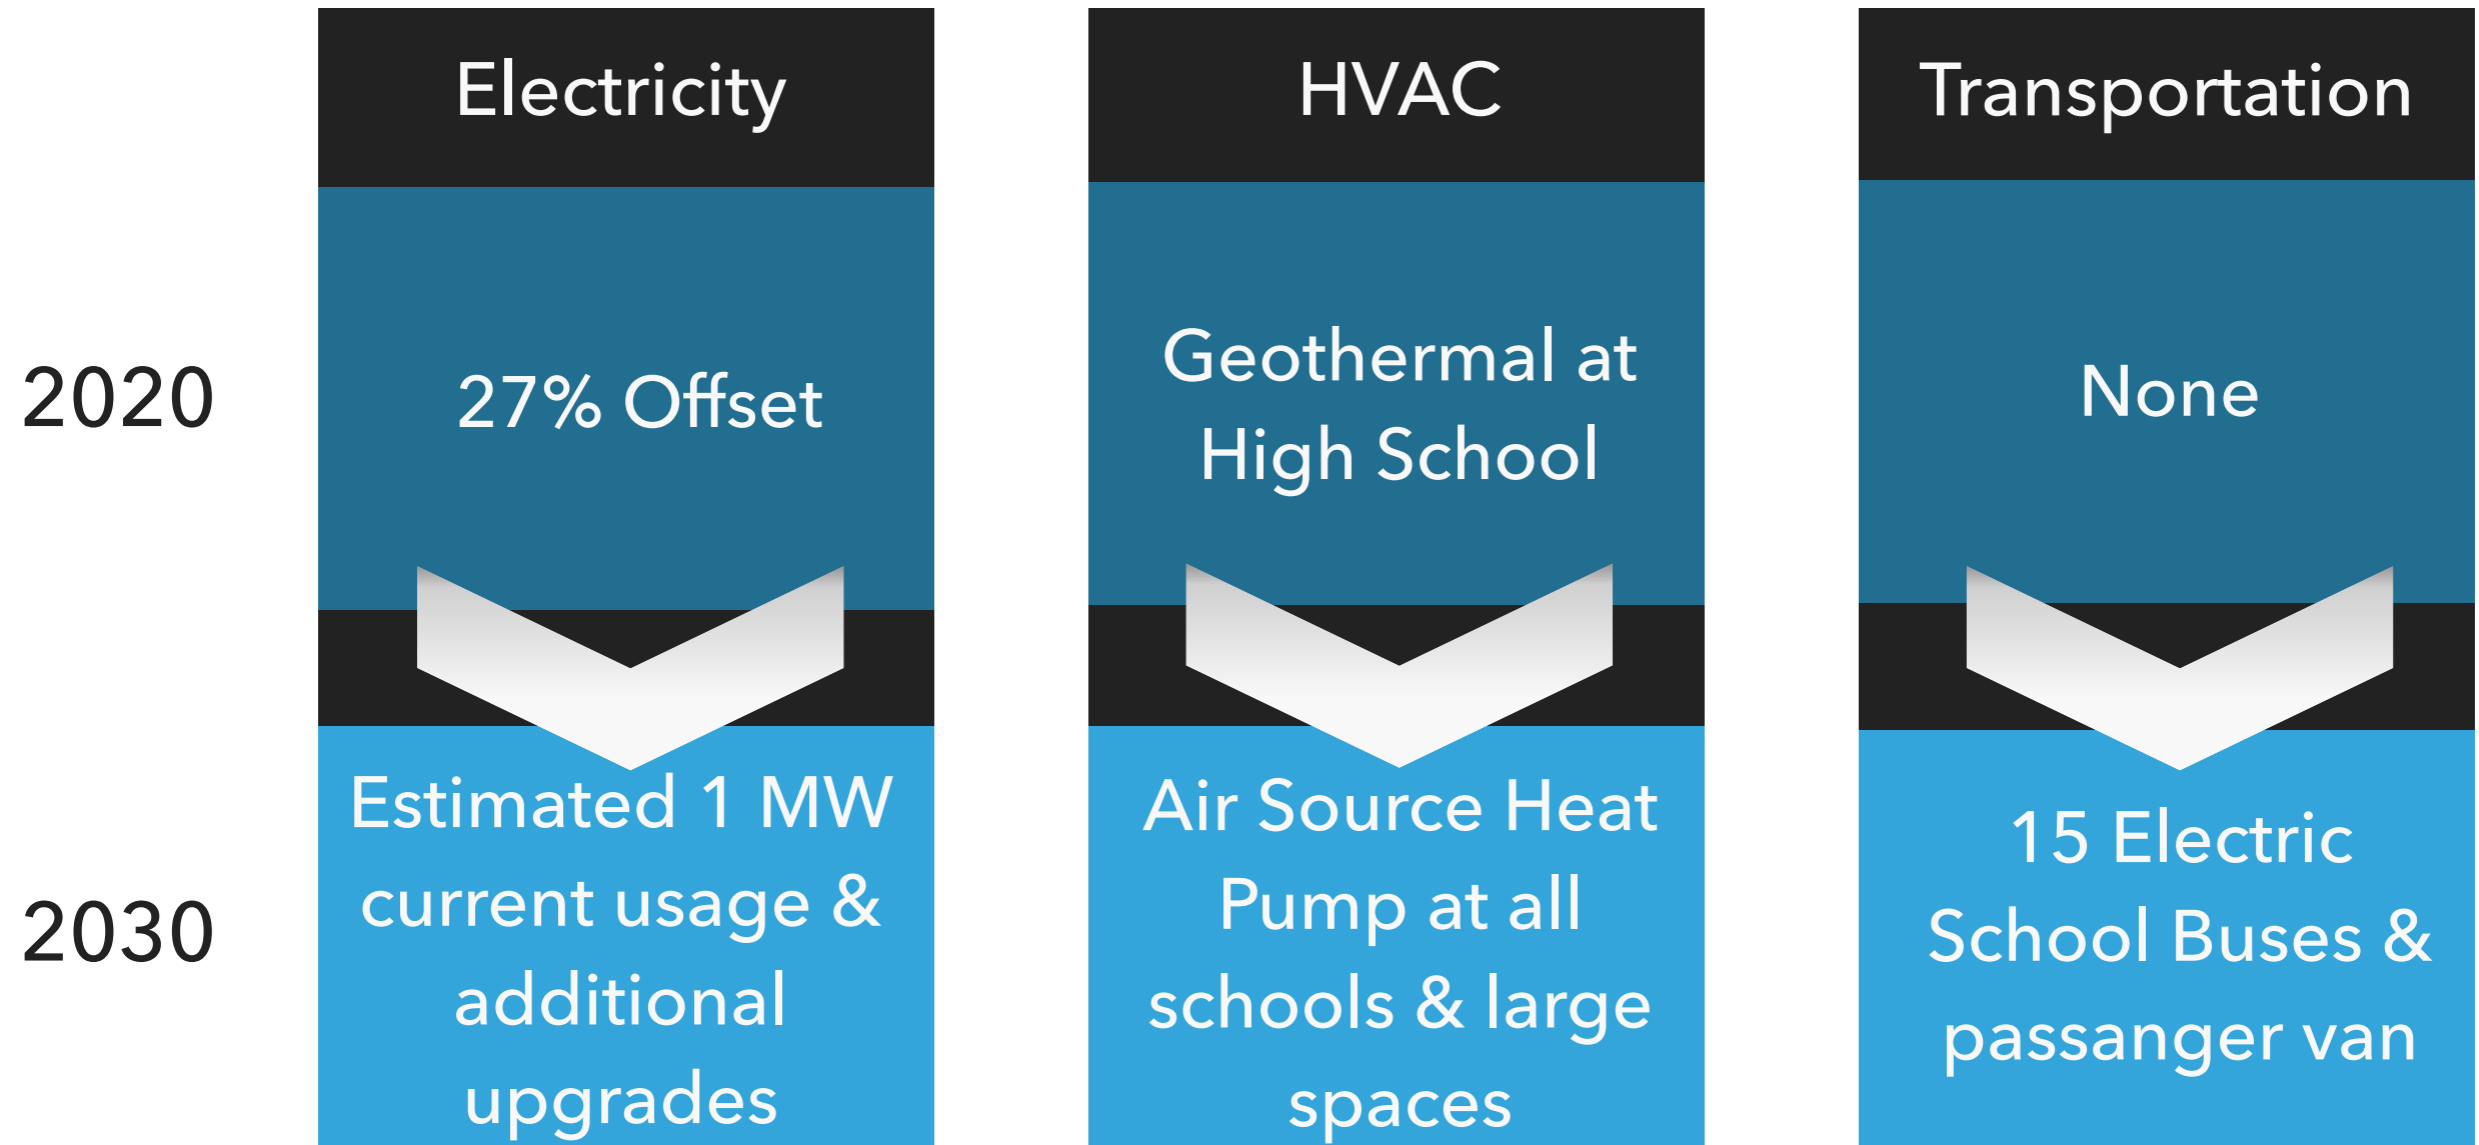 Electricity
HVAC
Transportation
2020
27% Offset
Geothermal at
High School
None
2030
Estimated 1 MW
current usage &
additional
upgrades
Air Source Heat
Pump at all
schools & large
spaces
15 Electric
School Buses &
passanger van